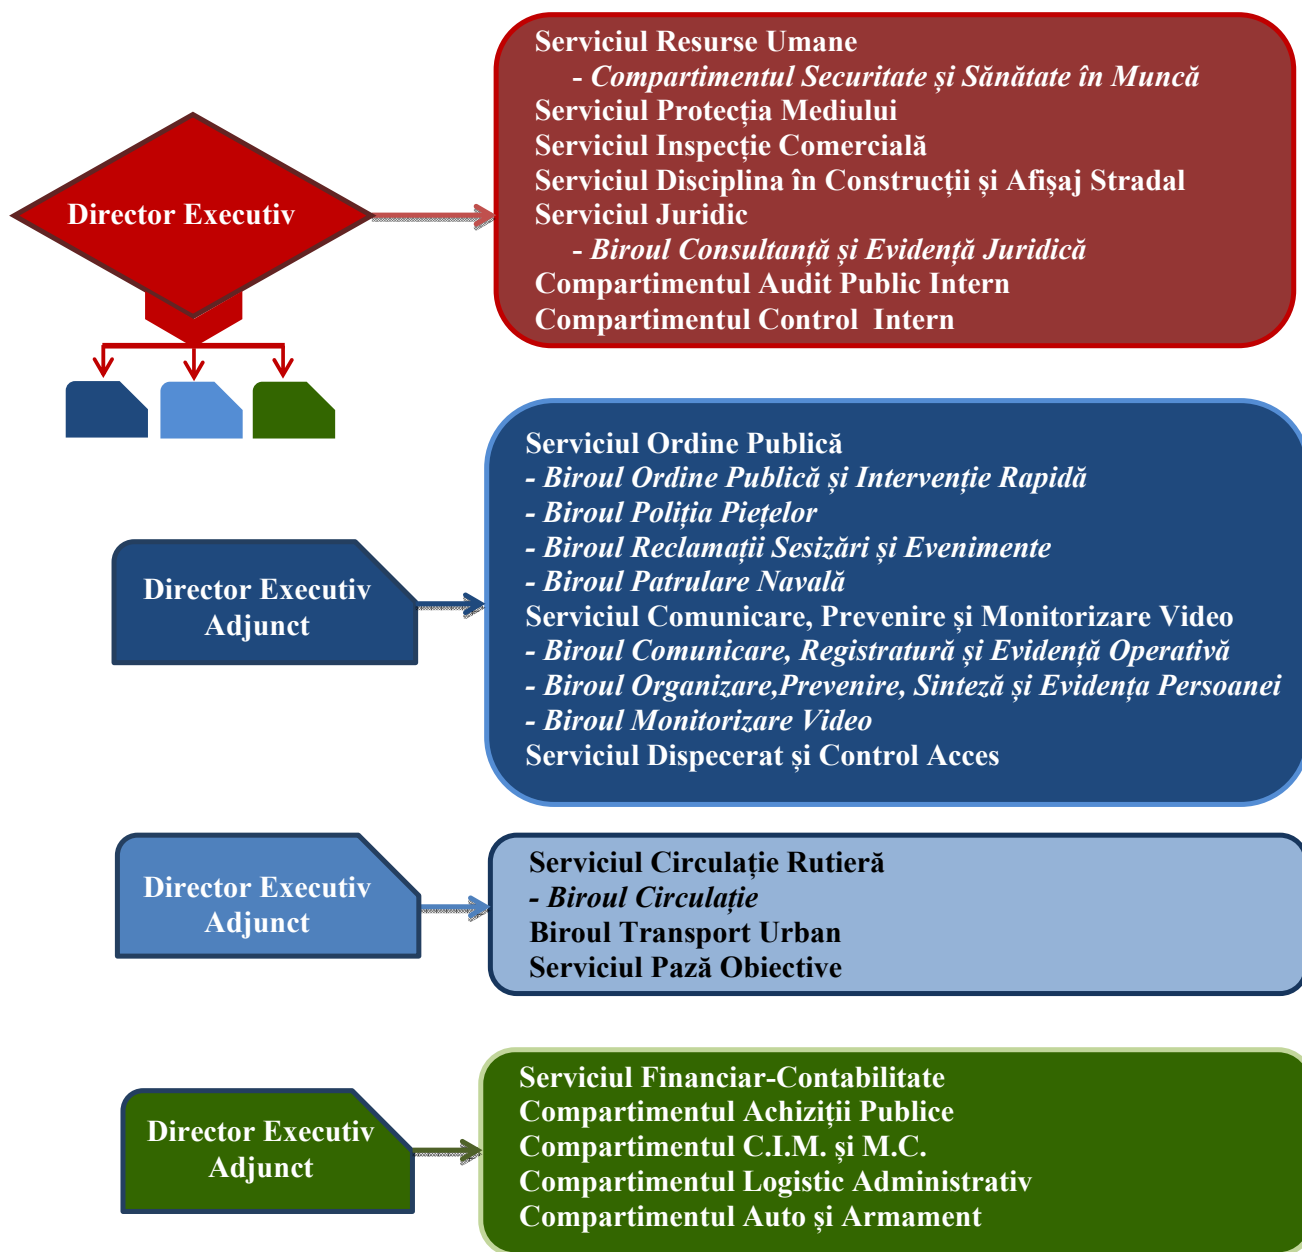 Serviciul Resurse Umane
- Compartimentul Securitate și Sănătate în Muncă
Serviciul Protecția Mediului
Serviciul Inspecție Comercială
Serviciul Disciplina în Construcții și Afișaj Stradal
Serviciul Juridic
- Biroul Consultanță și Evidență Juridică
Compartimentul Audit Public Intern
Compartimentul Control  Intern
Director Executiv
Serviciul Ordine Publică
- Biroul Ordine Publică și Intervenție Rapidă
- Biroul Poliția Piețelor
- Biroul Reclamații Sesizări și Evenimente
- Biroul Patrulare Navală
Serviciul Comunicare, Prevenire și Monitorizare Video
- Biroul Comunicare, Registratură și Evidență Operativă
- Biroul Organizare,Prevenire, Sinteză și Evidența Persoanei
- Biroul Monitorizare Video
Serviciul Dispecerat și Control Acces
Director Executiv
Adjunct
Serviciul Circulație Rutieră
- Biroul Circulație
Biroul Transport Urban
Serviciul Pază Obiective
Director Executiv
Adjunct
Serviciul Financiar-Contabilitate
Compartimentul Achiziții Publice
Compartimentul C.I.M. și M.C.
Compartimentul Logistic Administrativ
Compartimentul Auto și Armament
Director Executiv
Adjunct